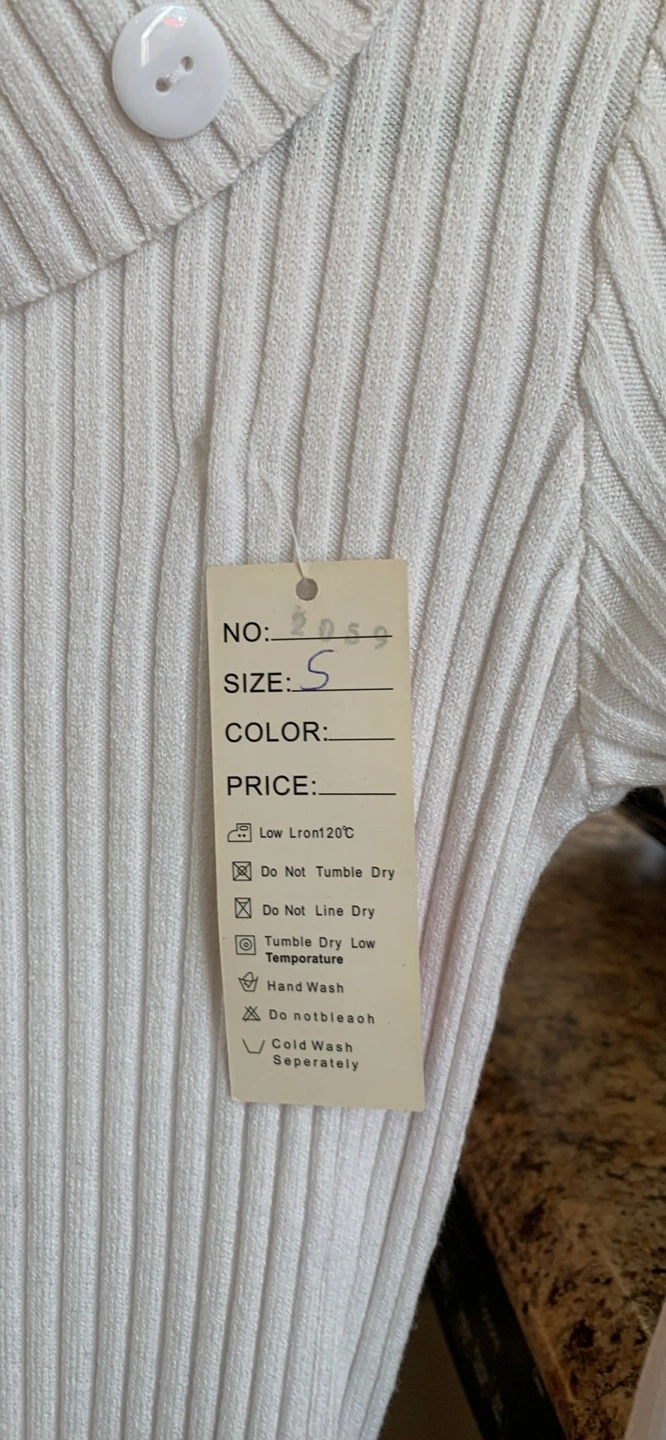 NO: 2059
SIZE: S
COLOR:
PRICE:
Low Lron120℃
Do Not Tumble Dry
Do Not Line Dry
Tumble Dry Low
Temporature
Hand Wash
Do notbleaoh
Cold Wash
Seperately